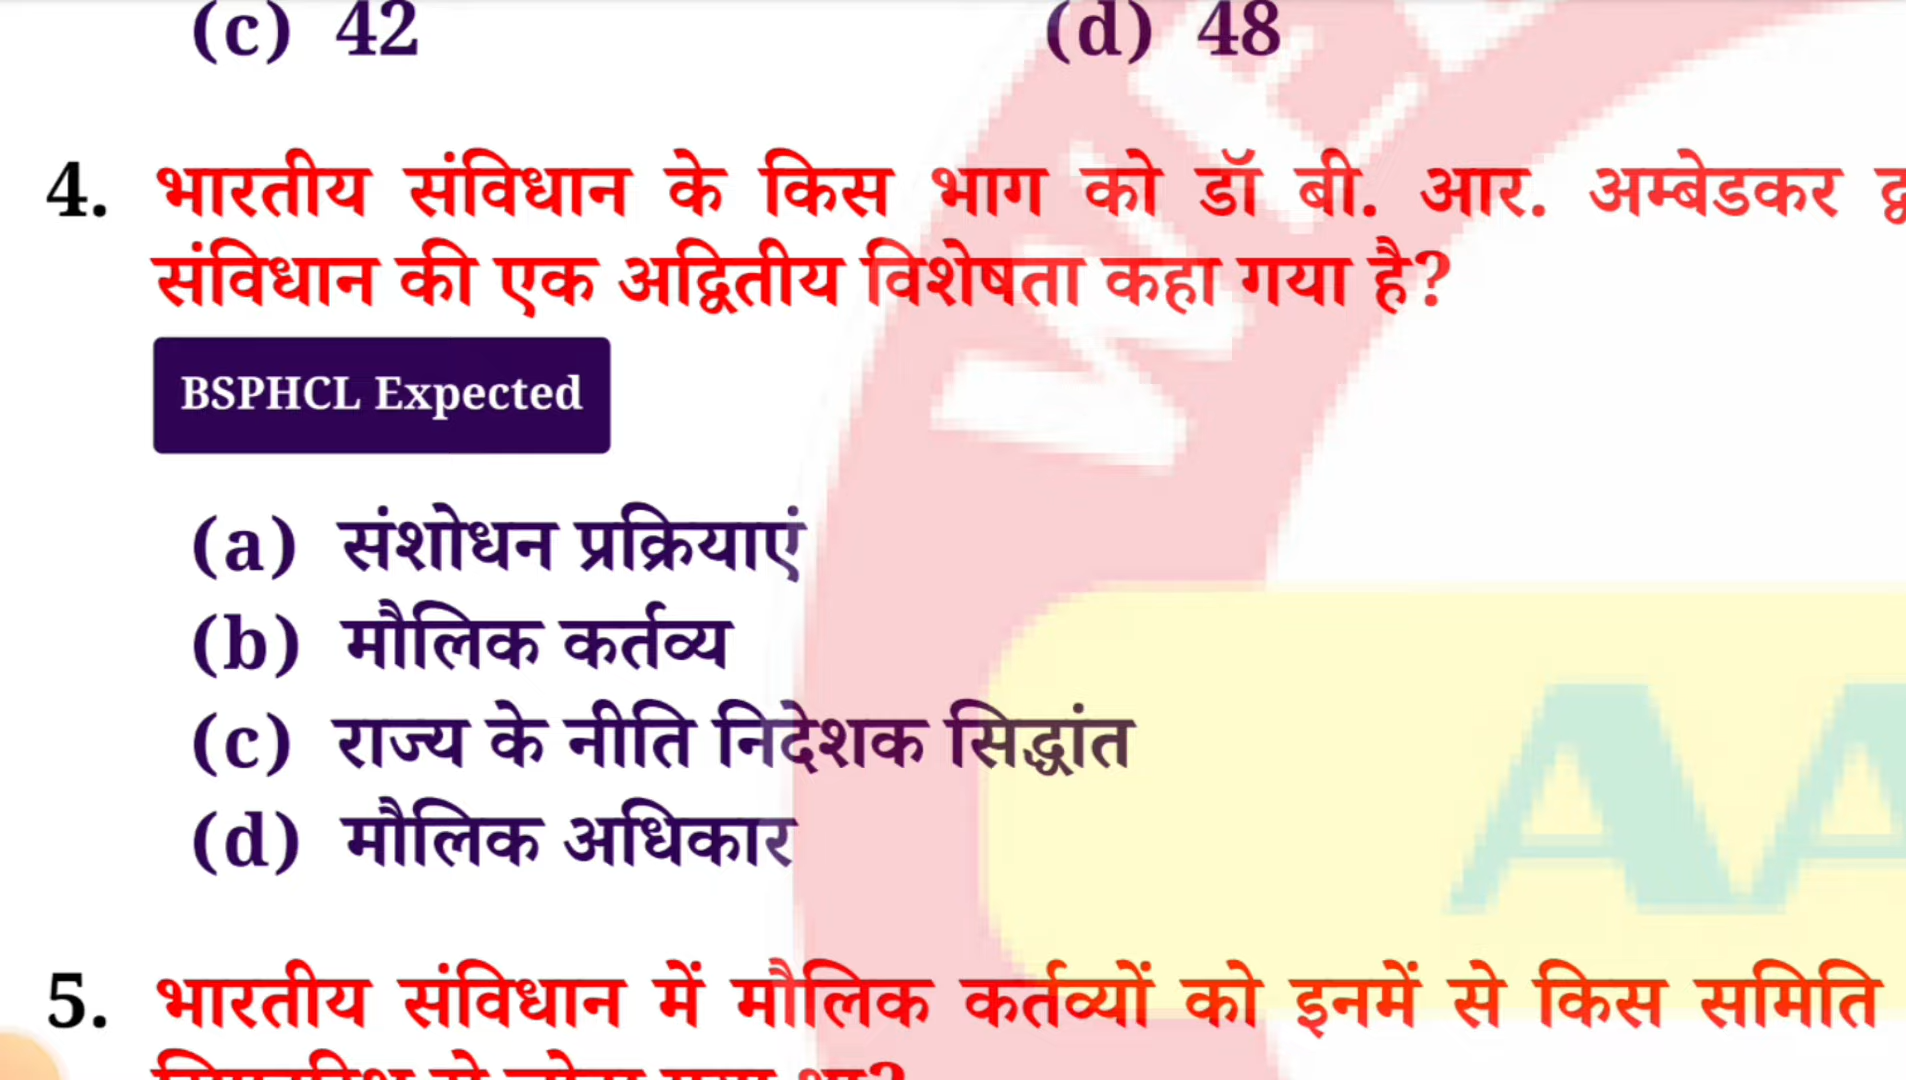 (c) 42 (d) 48
4. भारतीय संविधान के किस भाग को डॉ बी. आर. अम्बेडकर
संविधान की एक अद्वितीय विशेषता कहा गया है?
BSPHCL Expected
(a) संशोधन प्रक्रियाएं
(b) मौलिक कर्तव्य
(c) राज्य के नीति निदेशक सिद्धांत
(d) मौलिक अधिकार
5. भारतीय संविधान में मौलिक कर्तव्यों को इनमें से किस समिति